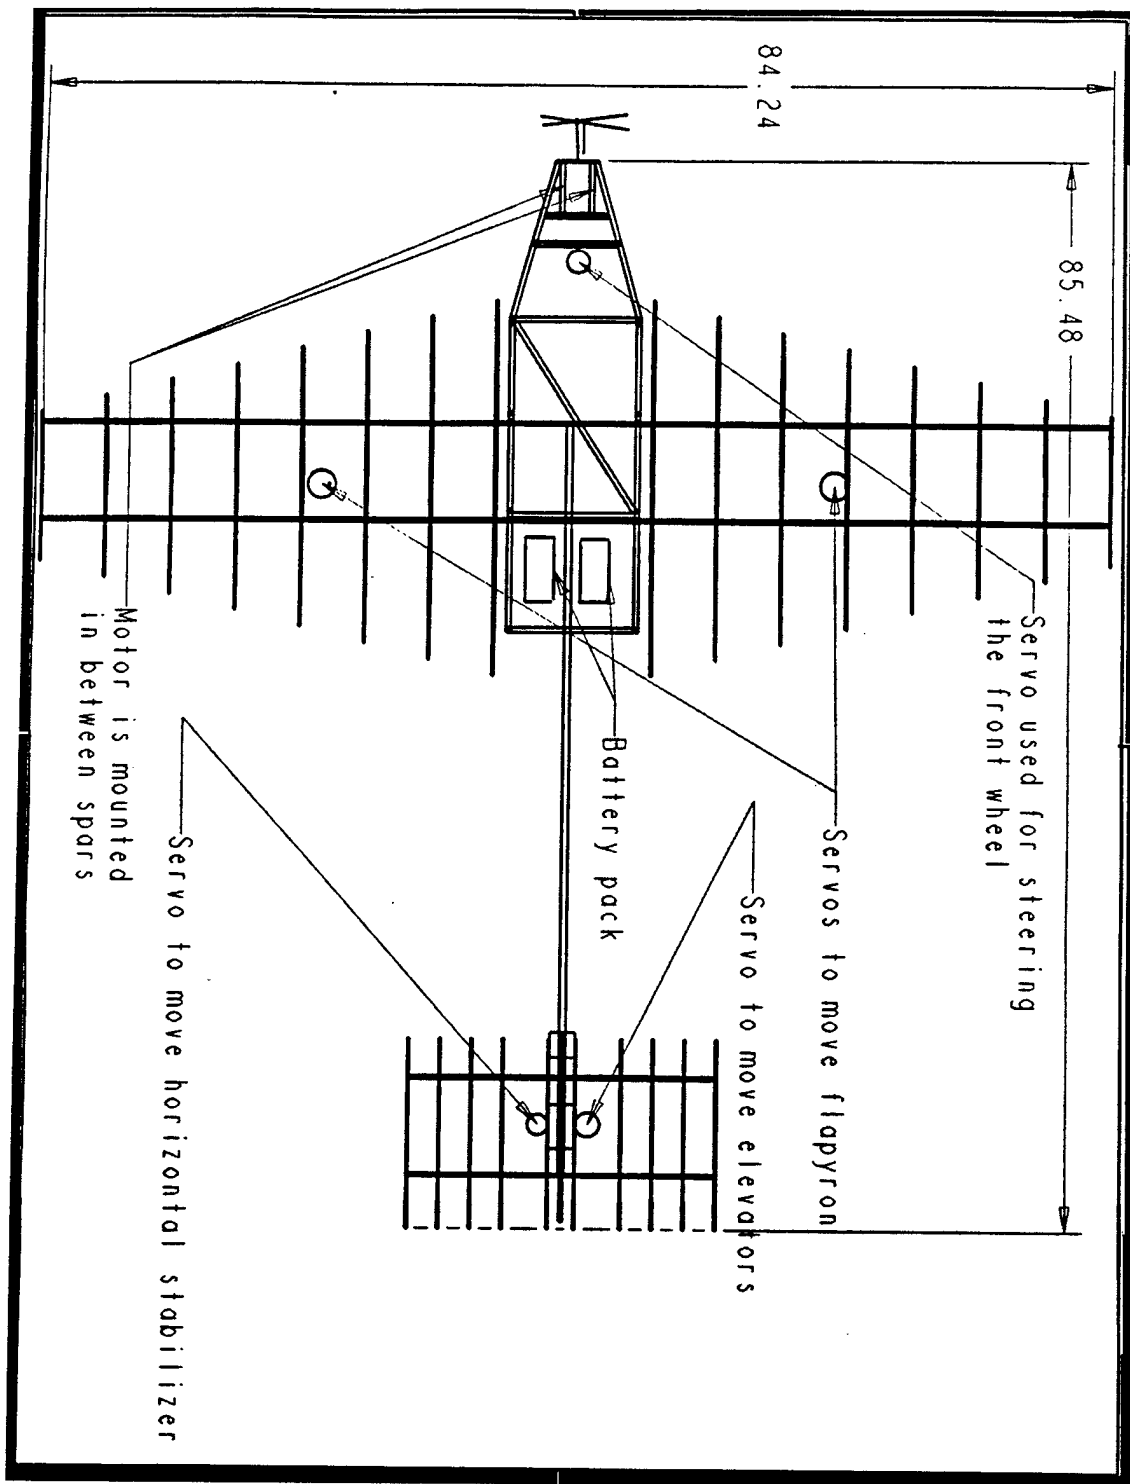 84.24
85.48
Servo used for steering
the front wheel
Servos to move flapyron
Servo to move elevators
Battery pack
Servo to move horizontal stabilizer
Motor is mounted
in between spars